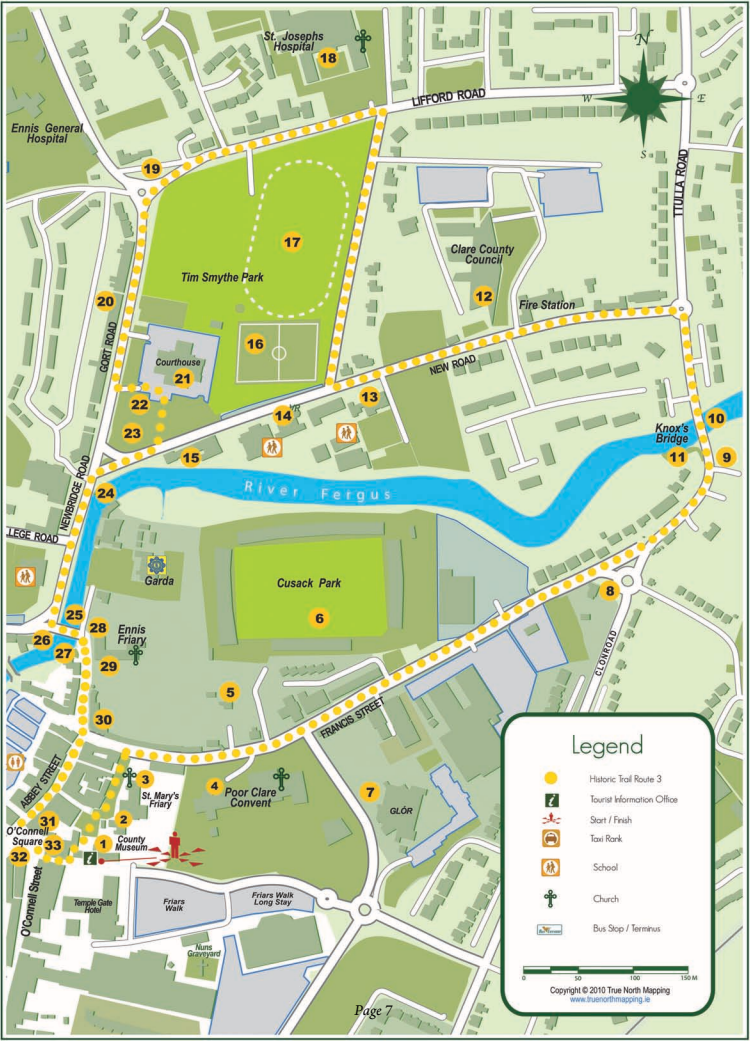 St. Josephs
Hospital
18
N
W
E
S
LIFFORD ROAD
Ennis General
Hospital
19
TTULLA ROAD
17
Tim Smythe Park
Clare County
Council
12
Fire Station
20
GORT ROAD
16
Courthouse
21
NEW ROAD
22
13
14
23
15
Knox's
Bridge
10
11
9
NEWBRIDGE ROAD
24
River Fergus
LLEGE ROAD
Garda
Cusack Park
6
8
25
26
27
28
Ennis
Friary
29
CLONROAD
5
30
FRANCIS STREET
ABBEY STREET
3
St. Mary's
Friary
4
Poor Clare
Convent
7
GLÓR
2
31
O'Connell
Square
33
32
1
County
Museum
i
O'Connell Street
Temple Gate
Hotel
Friars
Walk
Friars Walk
Long Stay
Nuns
Graveyard
Legend
Historic Trail Route 3
i
Tourist Information Office
Start / Finish
Taxi Rank
School
Church
Bus Stop / Terminus
0 50 100 150 M
Copyright © 2010 True North Mapping
www.truenorthmapping.ie
Page 7